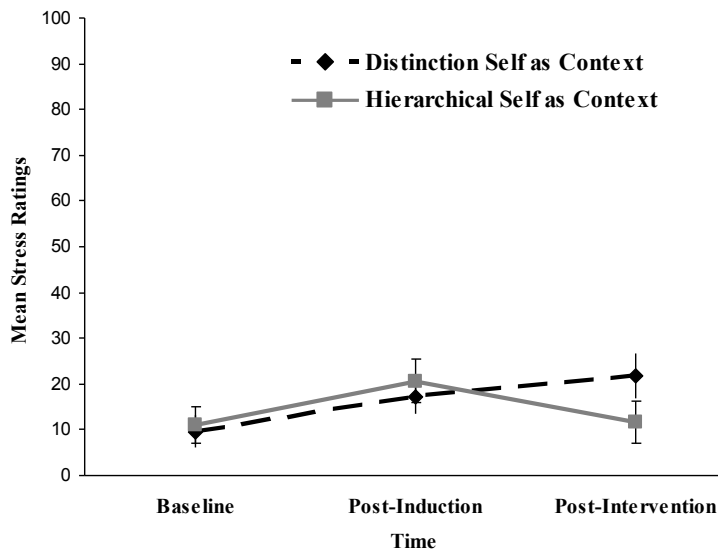 100
90
80
70
60
50
40
30
20
10
0
Mean Stress Ratings
Distinction Self as Context
Hierarchical Self as Context
Baseline
Post-Induction
Post-Intervention
Time